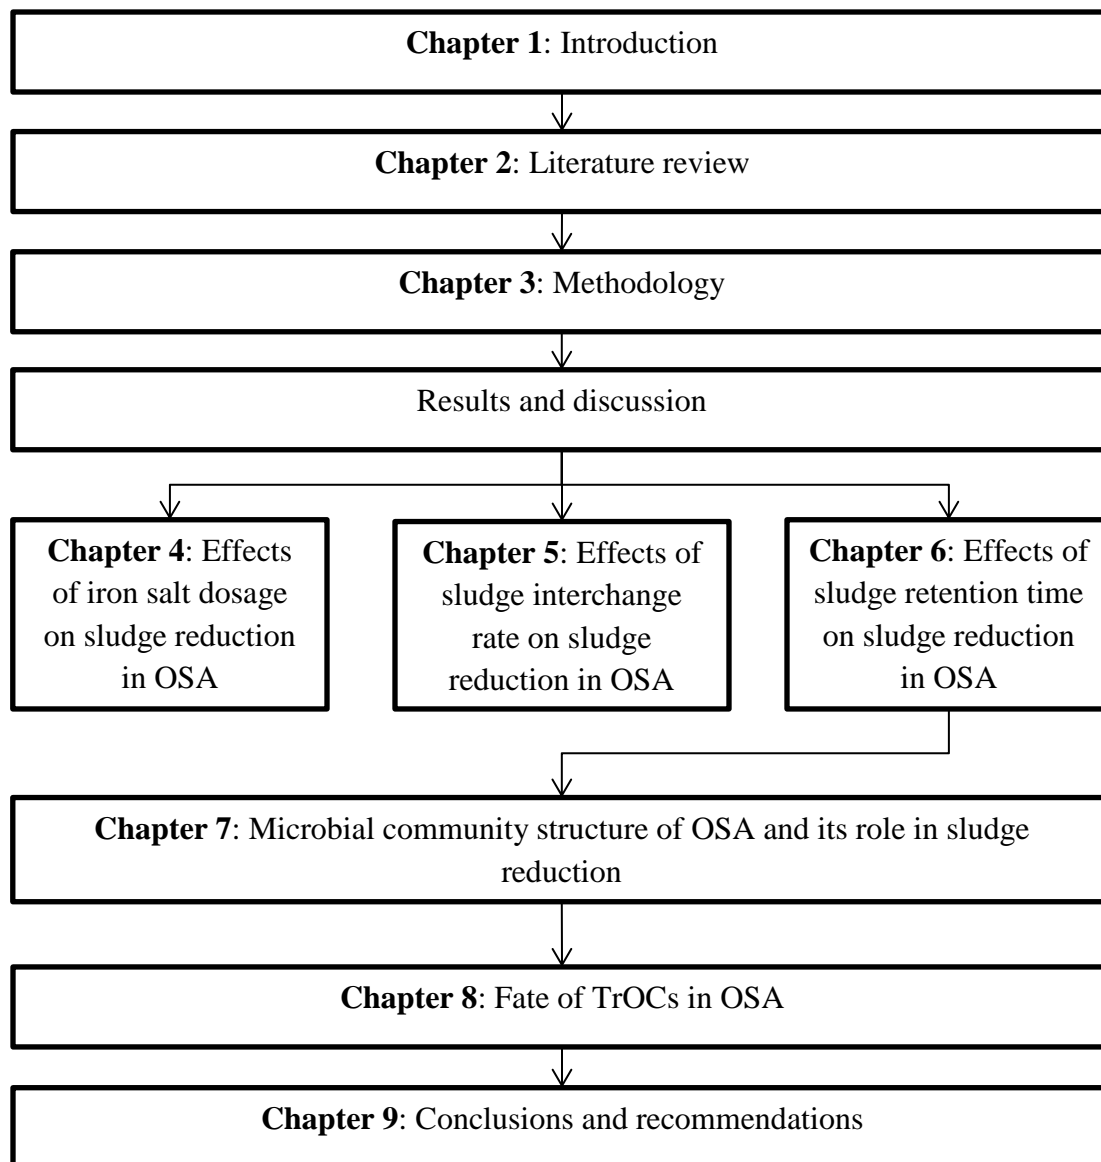 Chapter 1: Introduction
Chapter 2: Literature review
Chapter 3: Methodology
Results and discussion
Chapter 4: Effects
of iron salt dosage
on sludge reduction
in OSA
Chapter 5: Effects of
sludge interchange
rate on sludge
reduction in OSA
Chapter 6: Effects of
sludge retention time
on sludge reduction
in OSA
Chapter 7: Microbial community structure of OSA and its role in sludge
reduction
Chapter 8: Fate of TrOCs in OSA
Chapter 9: Conclusions and recommendations